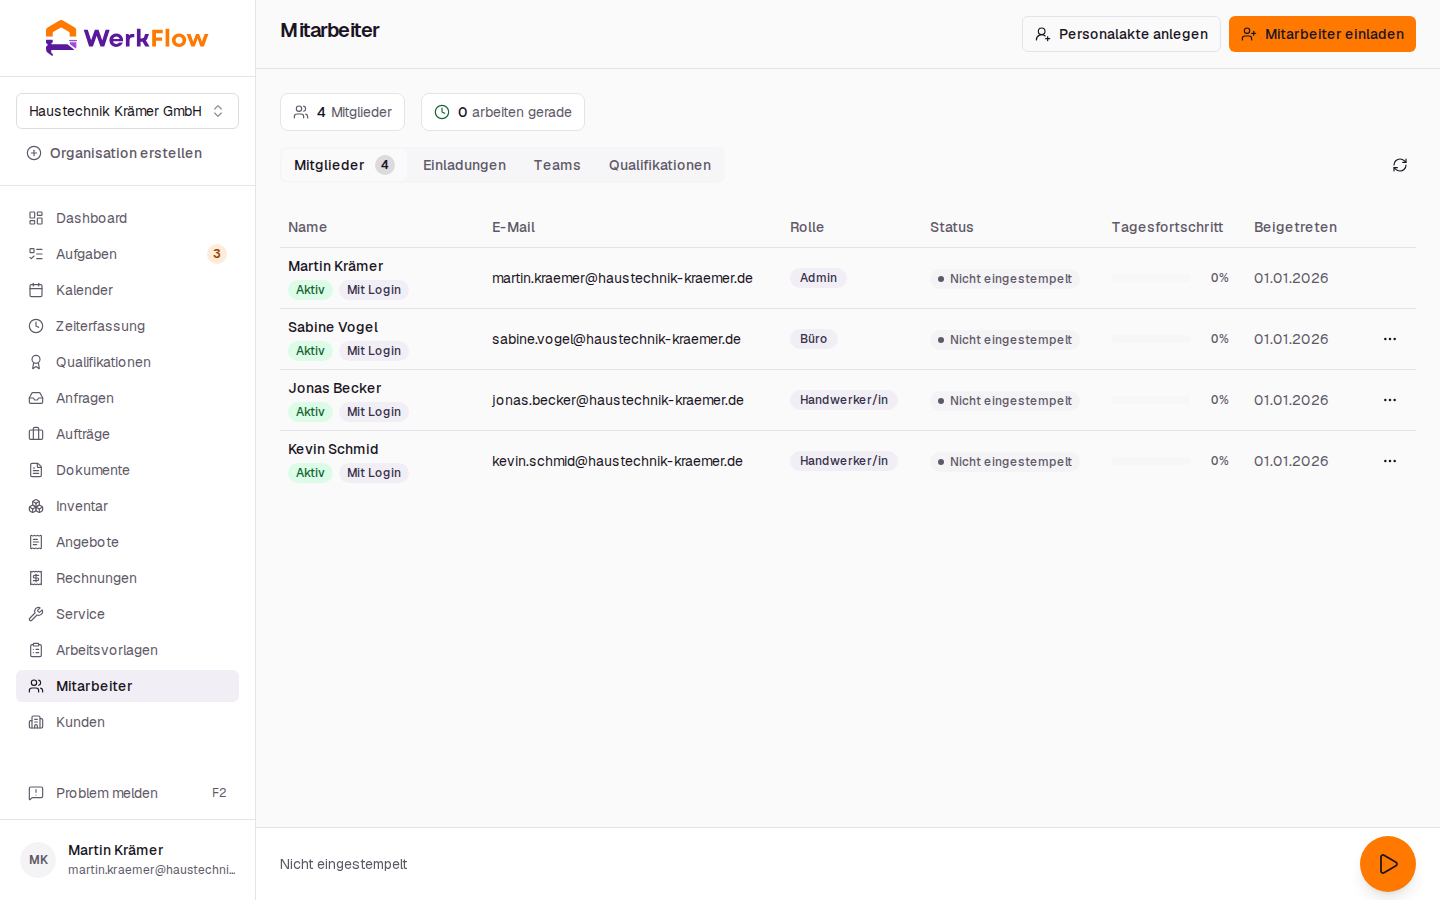 WerkFlow
Haustechnik Krämer GmbH
Organisation erstellen
Dashboard
Aufgaben 3
Kalender
Zeiterfassung
Qualifikationen
Anfragen
Aufträge
Dokumente
Inventar
Angebote
Rechnungen
Service
Arbeitsvorlagen
Mitarbeiter
Kunden
Problem melden F2
MK
Martin Krämer
martin.kraemer@haustechni...
Mitarbeiter
Personalakte anlegen
Mitarbeiter einladen
4 Mitglieder
0 arbeiten gerade
Mitglieder 4 Einladungen Teams Qualifikationen
Name E-Mail Rolle Status Tagesfortschritt Beigetreten
Martin Krämer
Aktiv Mit Login
martin.kraemer@haustechnik-kraemer.de Admin Nicht eingestempelt 0% 01.01.2026
Sabine Vogel
Aktiv Mit Login
sabine.vogel@haustechnik-kraemer.de Büro Nicht eingestempelt 0% 01.01.2026
Jonas Becker
Aktiv Mit Login
jonas.becker@haustechnik-kraemer.de Handwerker/in Nicht eingestempelt 0% 01.01.2026
Kevin Schmid
Aktiv Mit Login
kevin.schmid@haustechnik-kraemer.de Handwerker/in Nicht eingestempelt 0% 01.01.2026
Nicht eingestempelt